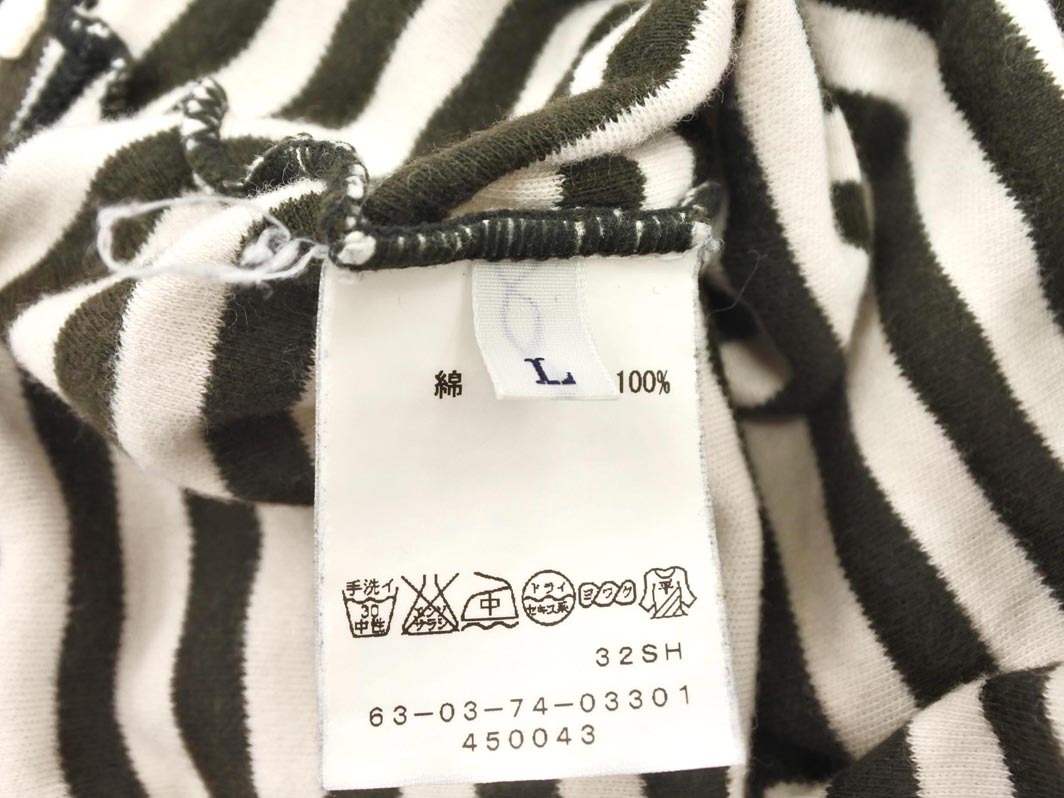 L
綿 100%
手洗イ
30
中性
エンソ
サラシ
中
ドライ
セキユ系
ヨワク
平
32SH
63-03-74-03301
450043